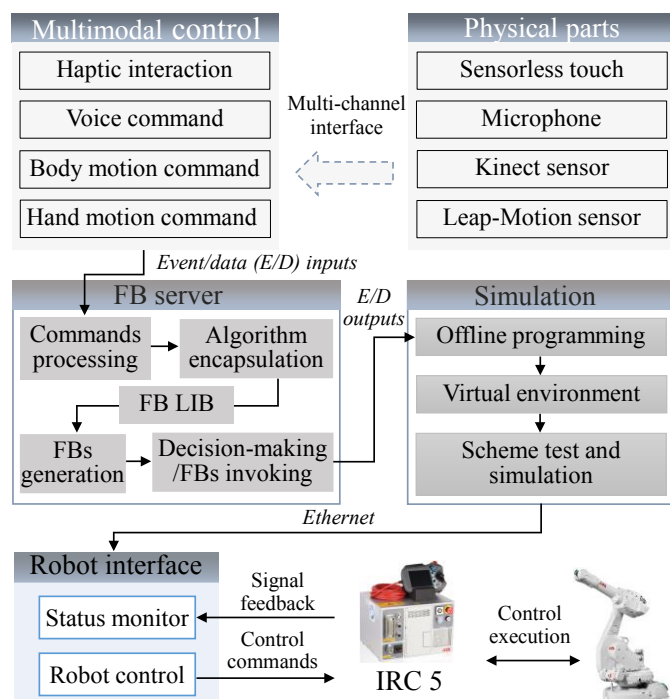 Multimodal control
Haptic interaction
Voice command
Body motion command
Hand motion command
Multi-channel
interface
Physical parts
Sensorless touch
Microphone
Kinect sensor
Leap-Motion sensor
Event/data (E/D) inputs
FB server
Commands
processing
Algorithm
encapsulation
FB LIB
FBs
generation
Decision-making
/FBs invoking
E/D
outputs
Simulation
Offline programming
Virtual environment
Scheme test and
simulation
Ethernet
Robot interface
Status monitor
Robot control
Signal
feedback
Control
commands
IRC 5
Control
execution